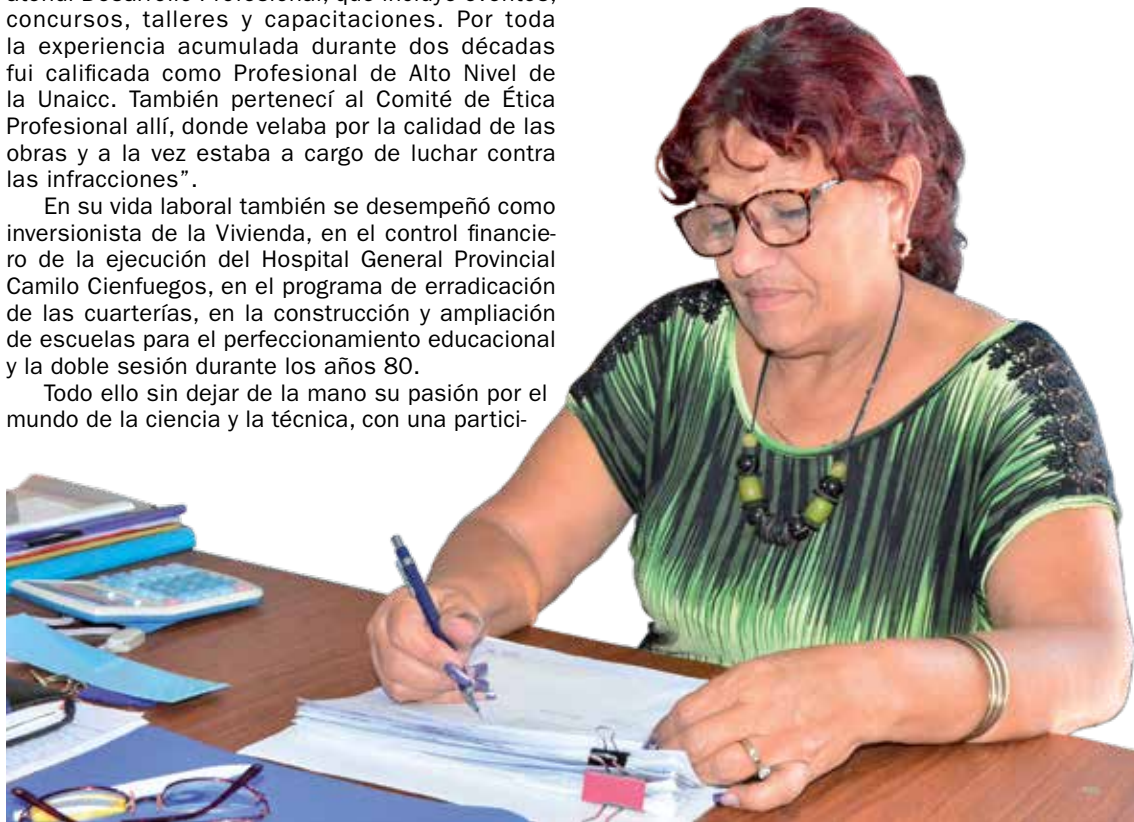 concursos, talleres y capacitaciones. Por toda
la experiencia acumulada durante dos décadas
fui calificada como Profesional de Alto Nivel de
la Unaicc. También pertenecí al Comité de Ética
Profesional allí, donde velaba por la calidad de las
obras y a la vez estaba a cargo de luchar contra
las infracciones”.
En su vida laboral también se desempeñó como
inversionista de la Vivienda, en el control financie-
ro de la ejecución del Hospital General Provincial
Camilo Cienfuegos, en el programa de erradicación
de las cuarterías, en la construcción y ampliación
de escuelas para el perfeccionamiento educacional
y la doble sesión durante los años 80.
Todo ello sin dejar de la mano su pasión por el
mundo de la ciencia y la técnica, con una partici-